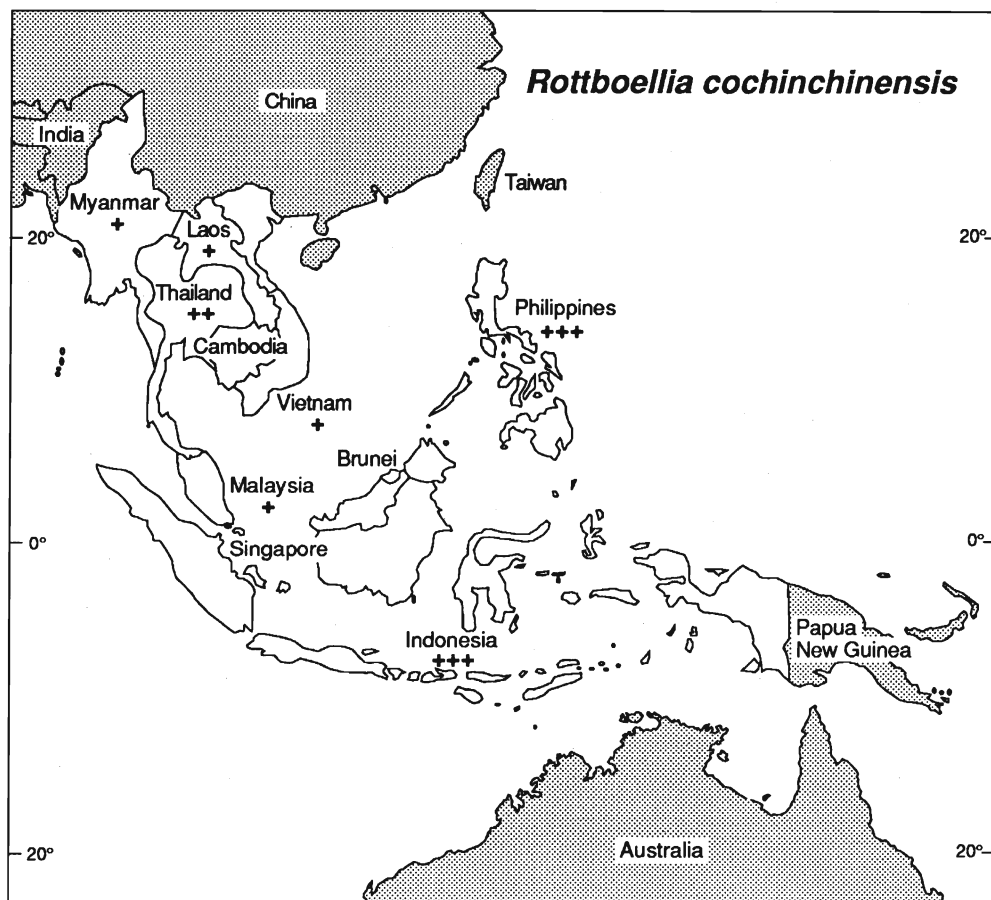 Rottboellia cochinchinensis
China
India
Taiwan
Myanmar
+
Laos
+
20°
20°
Thailand
++
Philippines
+++
Cambodia
Vietnam
+
Brunei
Malaysia
+
0°
0°
Singapore
Indonesia
+++
Papua
New Guinea
20°
Australia
20°